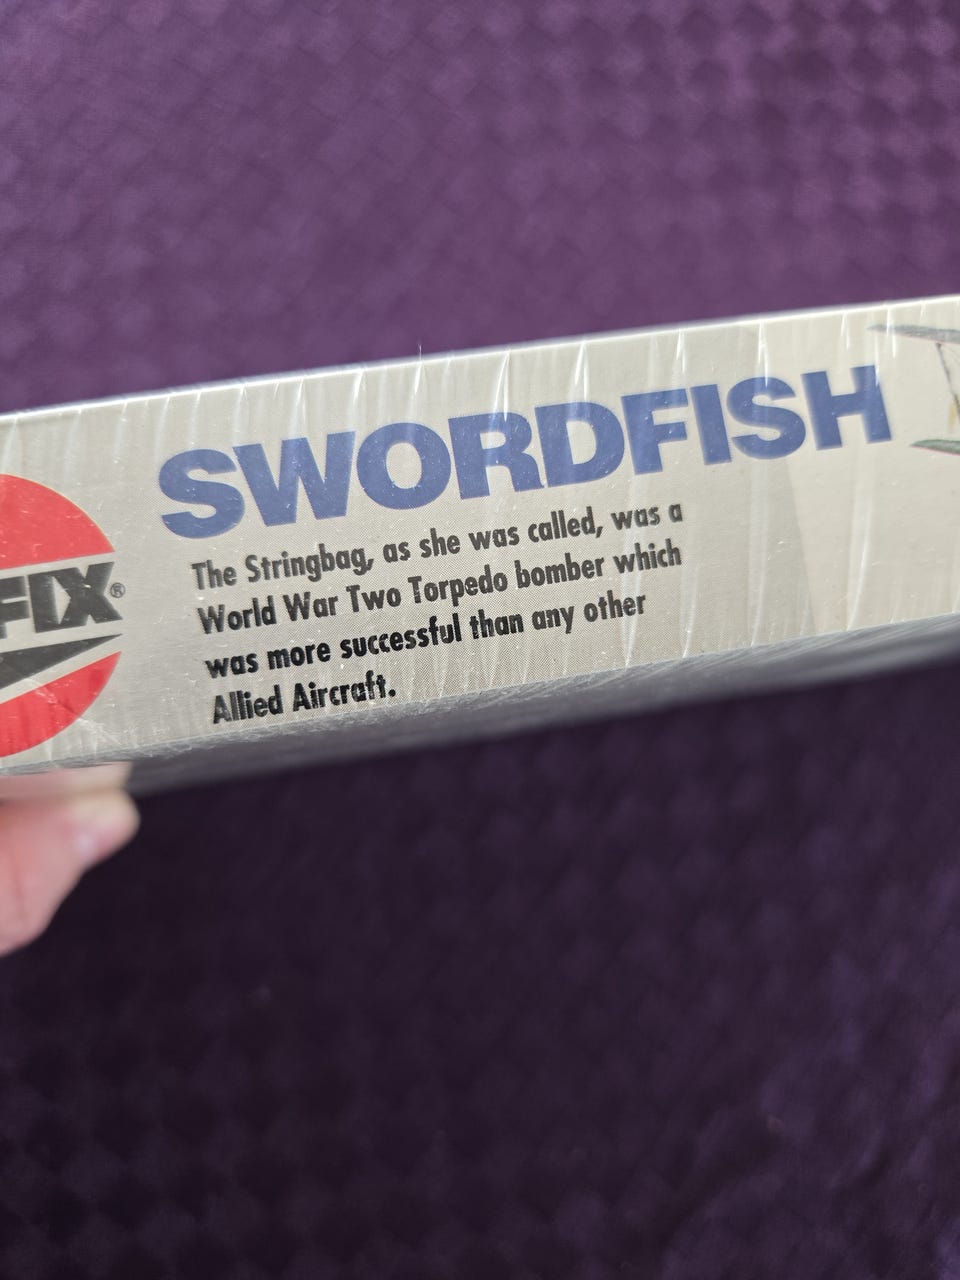 SWORDFISH
FIX®
The Stringbag, as she was called, was a
World War Two Torpedo bomber which
was more successful than any other
Allied Aircraft.